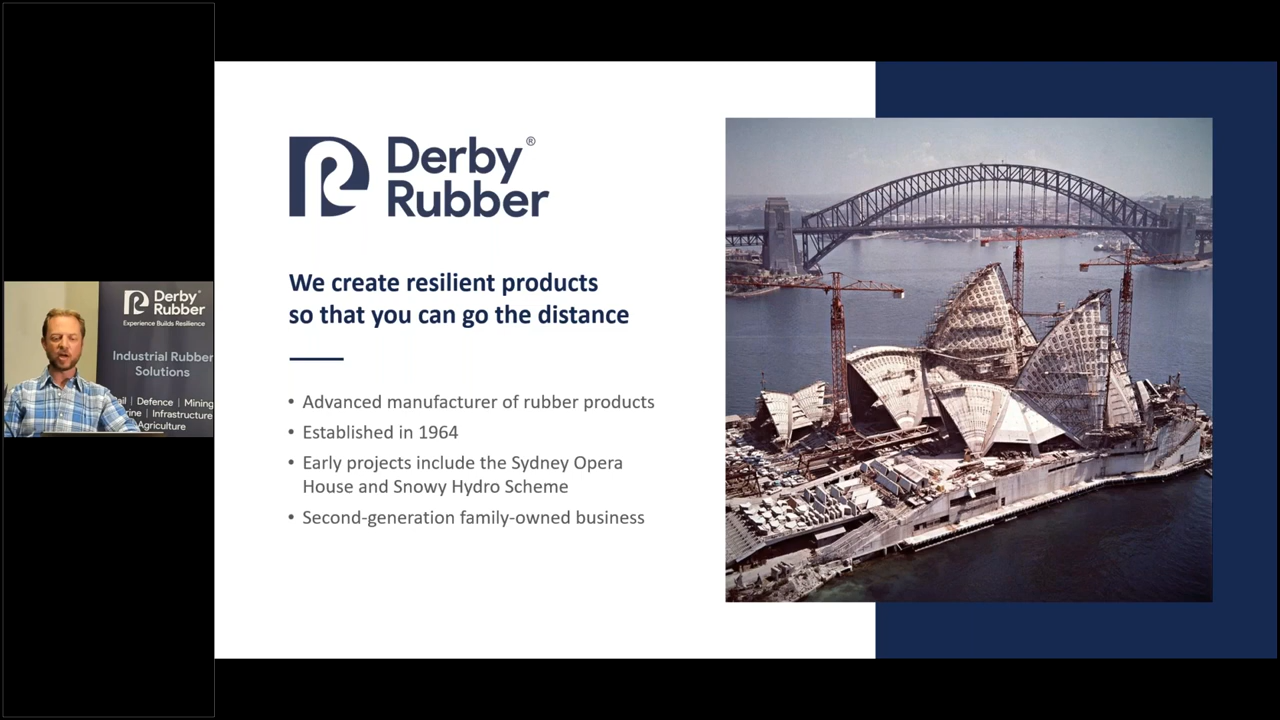 Derby®
Rubber
Experience Builds Resilience
Industrial Rubber
Solutions
| Defence | Mining
| Infrastructure
Agriculture
Derby®
Rubber
We create resilient products
so that you can go the distance
• Advanced manufacturer of rubber products
• Established in 1964
• Early projects include the Sydney Opera
House and Snowy Hydro Scheme
• Second-generation family-owned business